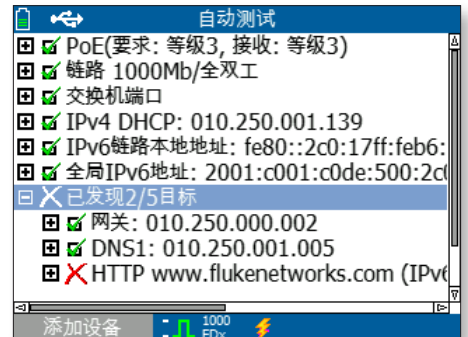 自动测试
PoE(要求: 等级3, 接收: 等级3)
链路 1000Mb/全双工
交换机端口
IPv4 DHCP: 010.250.001.139
IPv6链路本地地址: fe80::2c0:17ff:feb6:
全局IPv6地址: 2001:c001:c0de:500:2c0
已发现2/5目标
网关: 010.250.000.002
DNS1: 010.250.001.005
HTTP www.flukenetworks.com (IPv6
添加设备
1000
FDx